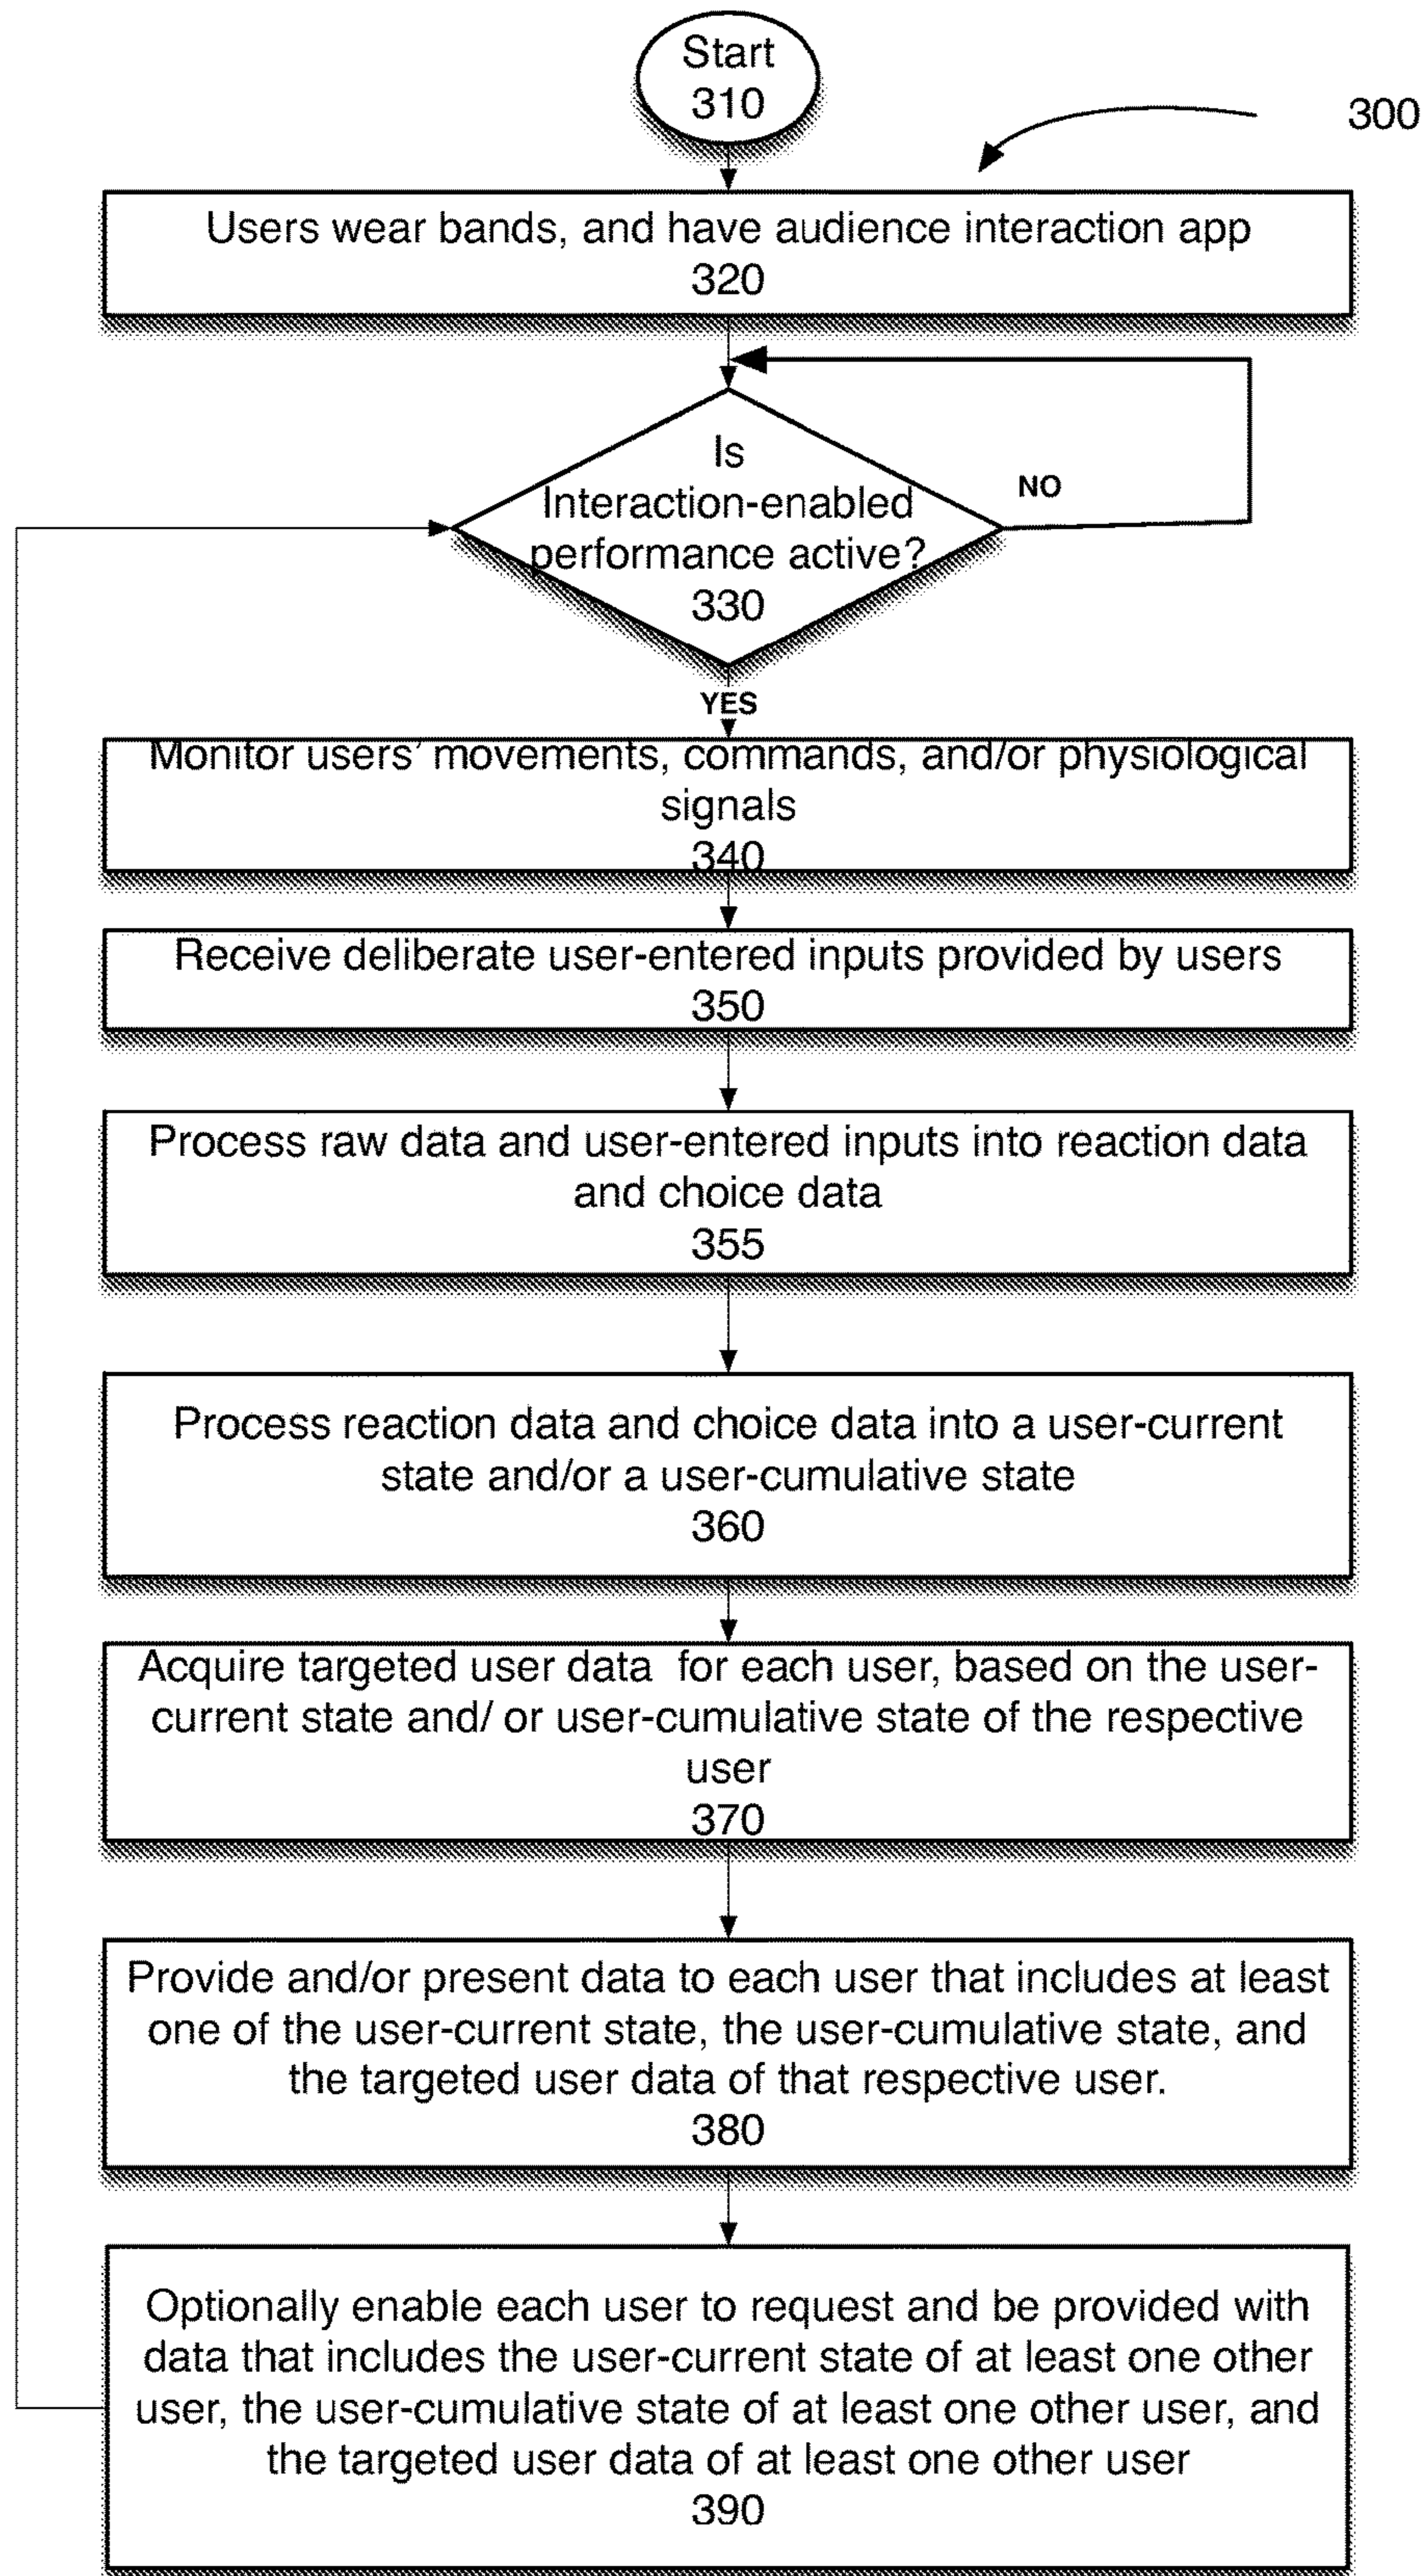 Start
310
300
Users wear bands, and have audience interaction app
320
Is
Interaction-enabled
performance active?
330
NO
YES
Monitor users' movements, commands, and/or physiological
signals
340
Receive deliberate user-entered inputs provided by users
350
Process raw data and user-entered inputs into reaction data
and choice data
355
Process reaction data and choice data into a user-current
state and/or a user-cumulative state
360
Acquire targeted user data for each user, based on the user-
current state and/ or user-cumulative state of the respective
user
370
Provide and/or present data to each user that includes at least
one of the user-current state, the user-cumulative state, and
the targeted user data of that respective user.
380
Optionally enable each user to request and be provided with
data that includes the user-current state of at least one other
user, the user-cumulative state of at least one other user, and
the targeted user data of at least one other user
390